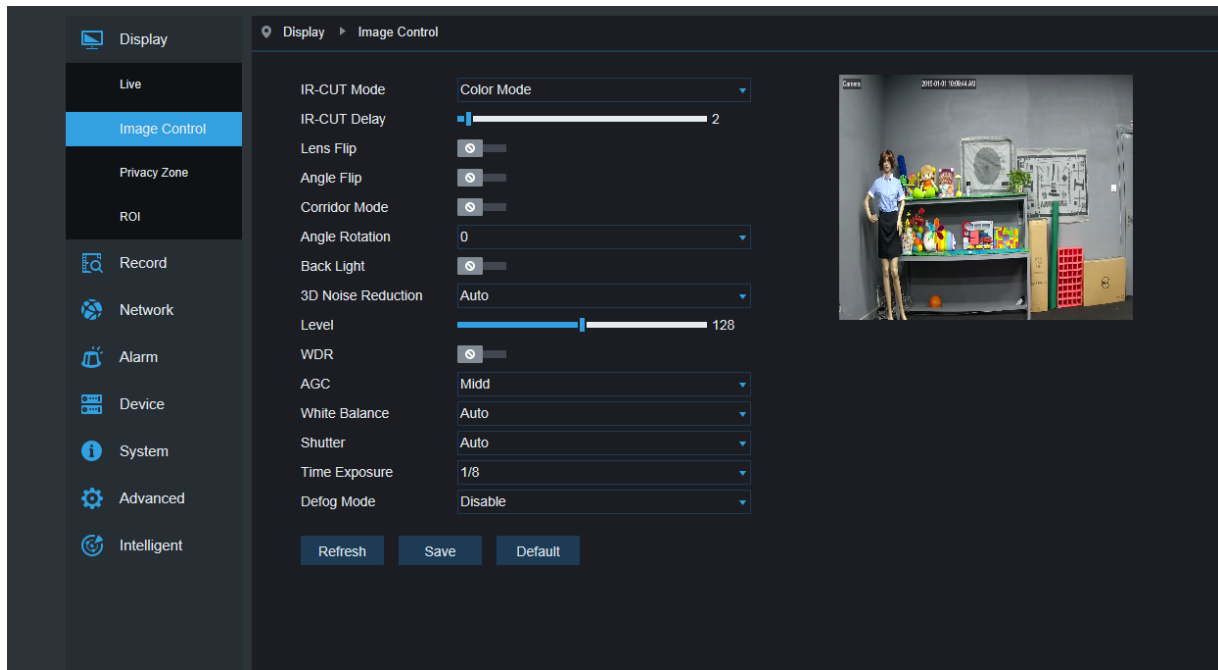 Display
Live
Image Control
Privacy Zone
ROI
Record
Network
Alarm
Device
System
Advanced
Intelligent
Display Image Control
IR-CUT Mode Color Mode
IR-CUT Delay 2
Lens Flip
Angle Flip
Corridor Mode
Angle Rotation 0
Back Light
3D Noise Reduction Auto
Level 128
WDR
AGC Midd
White Balance Auto
Shutter Auto
Time Exposure 1/8
Defog Mode Disable
Refresh Save Default
Camera